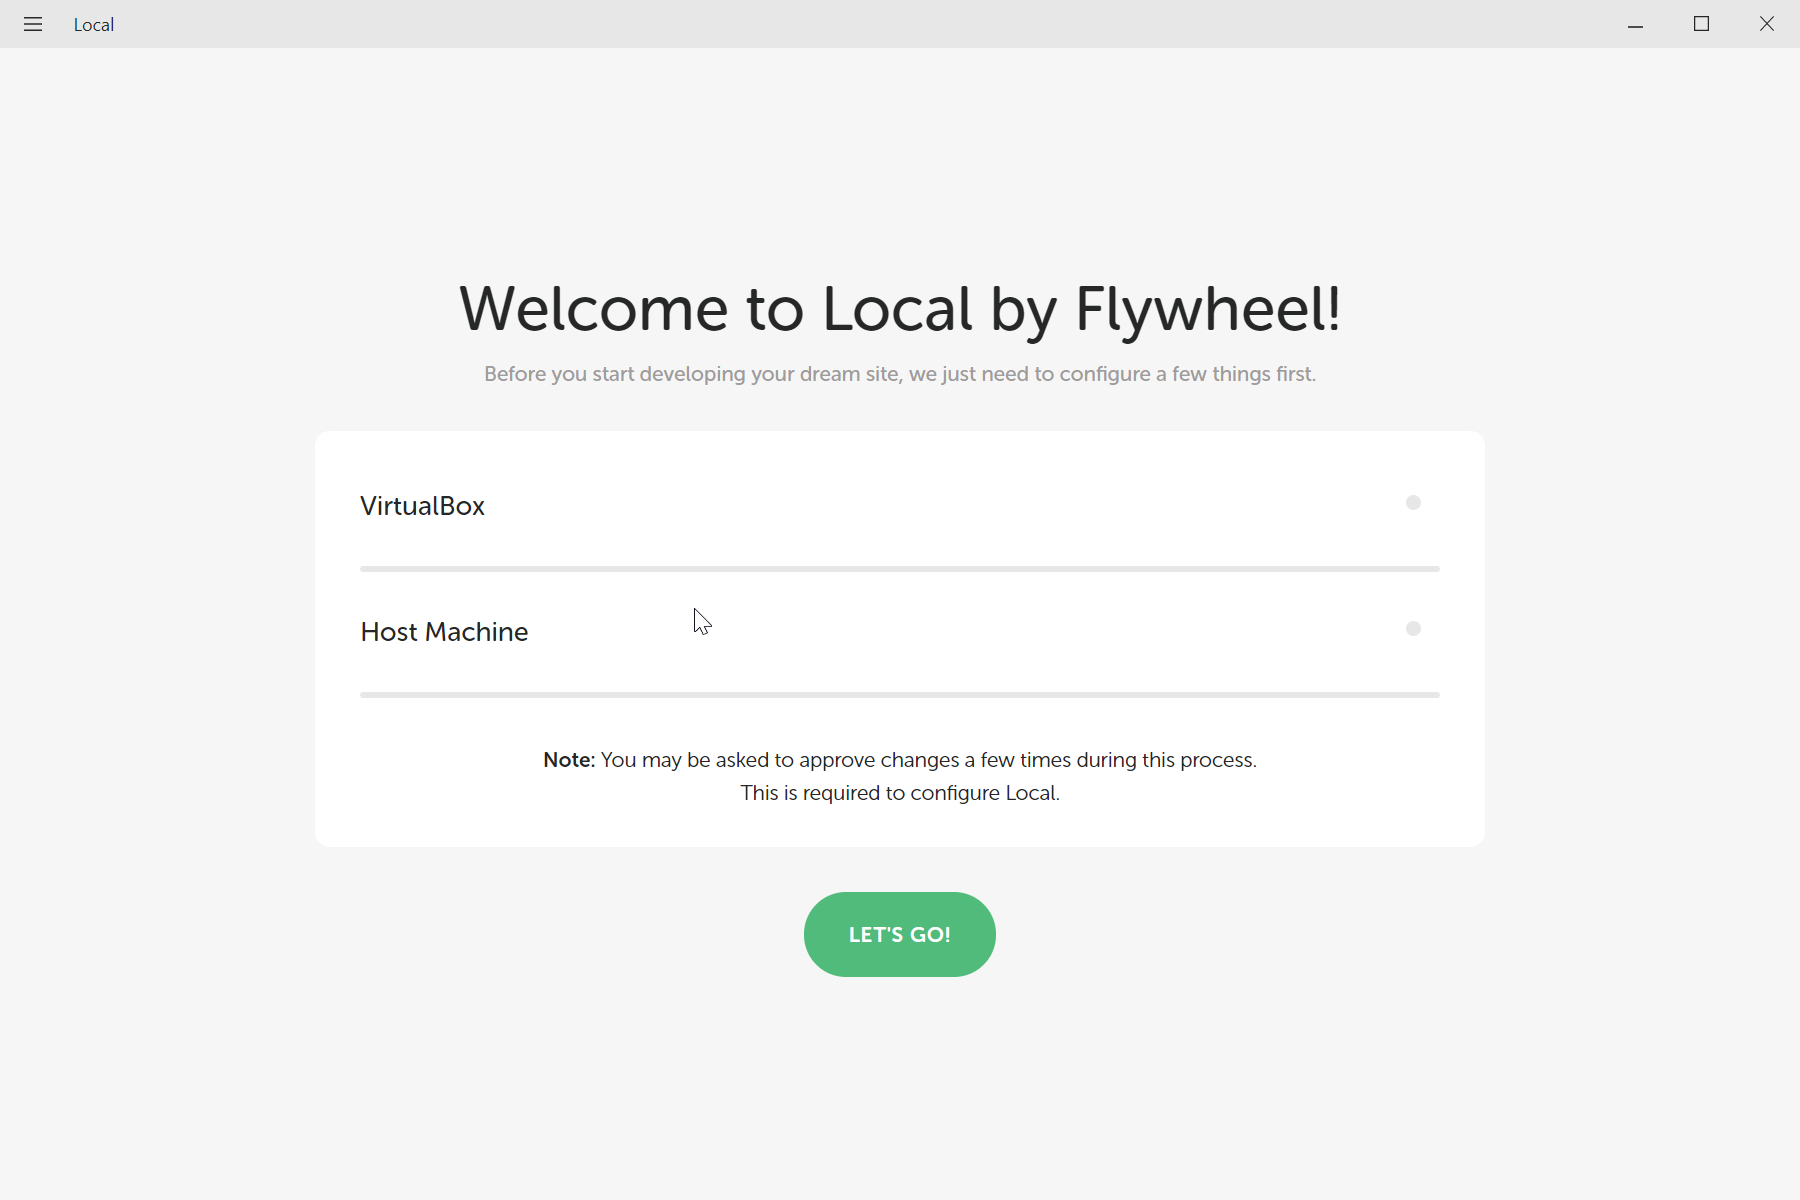 Local
Welcome to Local by Flywheel!
Before you start developing your dream site, we just need to configure a few things first.
VirtualBox
Host Machine
Note: You may be asked to approve changes a few times during this process.
This is required to configure Local.
LET'S GO!